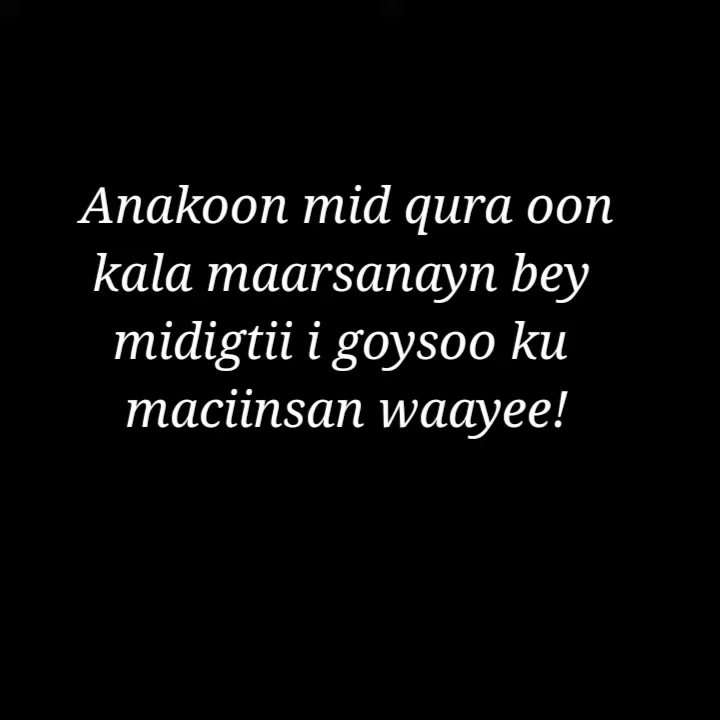 Anakoon mid qura oon
kala maarsanayn bey
midigtii i goysoo ku
maciinsan waayee!